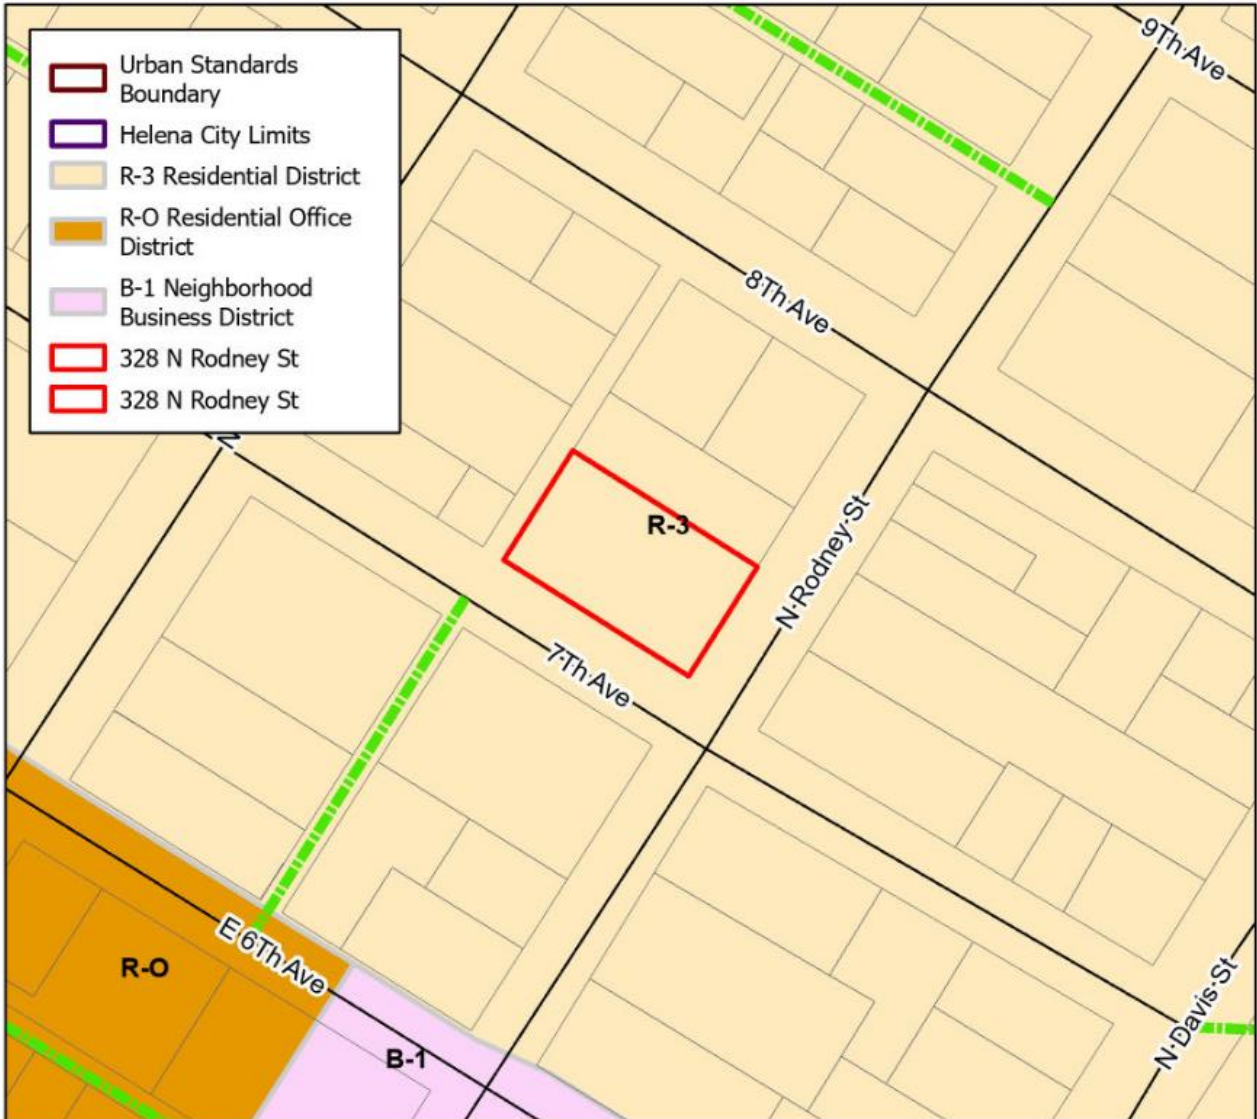 Urban Standards
Boundary
Helena City Limits
R-3 Residential District
R-O Residential Office
District
B-1 Neighborhood
Business District
328 N Rodney St
328 N Rodney St
9Th Ave
8Th Ave
N
R-3
N Rodney St
7Th Ave
E 6Th Ave
R-O
B-1
N Davis St